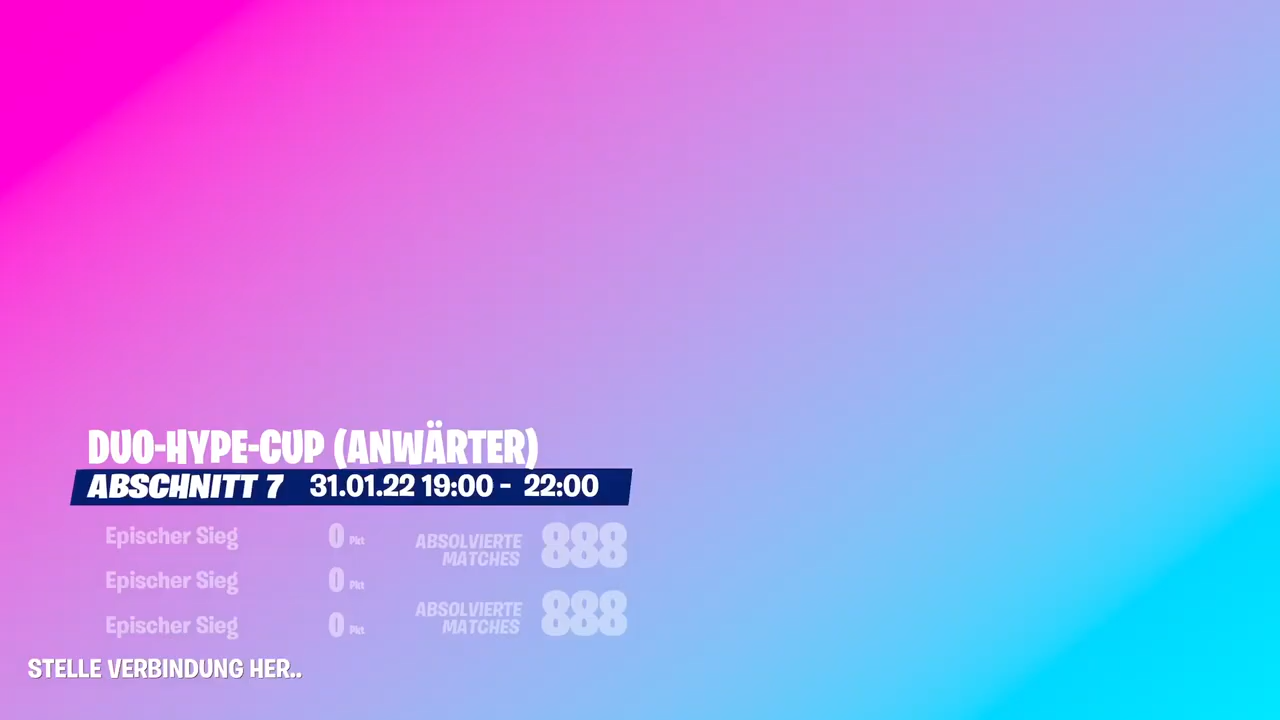 DUO-HYPE-CUP (ANWÄRTER)
ABSCHNITT 7 31.01.22 19:00 - 22:00
Epischer Sieg 0 Pkt
ABSOLVIERTE MATCHES 888
Epischer Sieg 0 Pkt
Epischer Sieg 0 Pkt
ABSOLVIERTE MATCHES 888
STELLE VERBINDUNG HER..